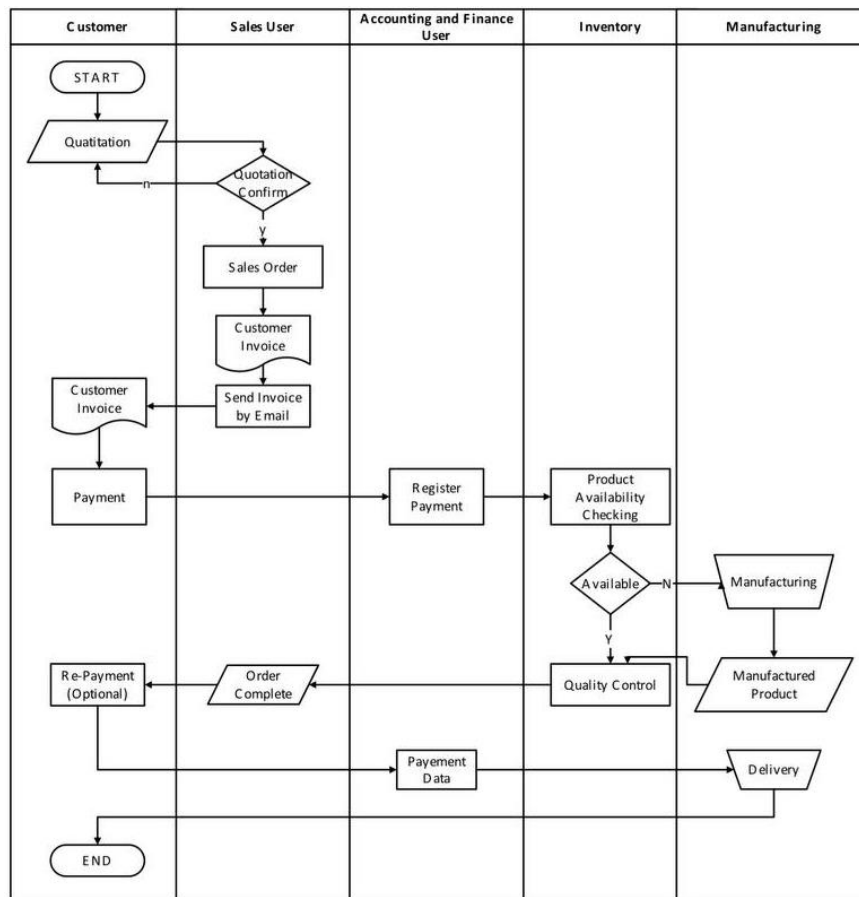 Customer
Sales User
Accounting and Finance
User
Inventory
Manufacturing
START
Quatitation
Quotation
Confirm
n
y
Sales Order
Customer
Invoice
Customer
Invoice
Send Invoice
by Email
Payment
Register
Payment
Product
Availability
Checking
Available
N
Manufacturing
Y
Re-Payment
(Optional)
Order
Complete
Quality Control
Manufactured
Product
Payement
Data
Delivery
END